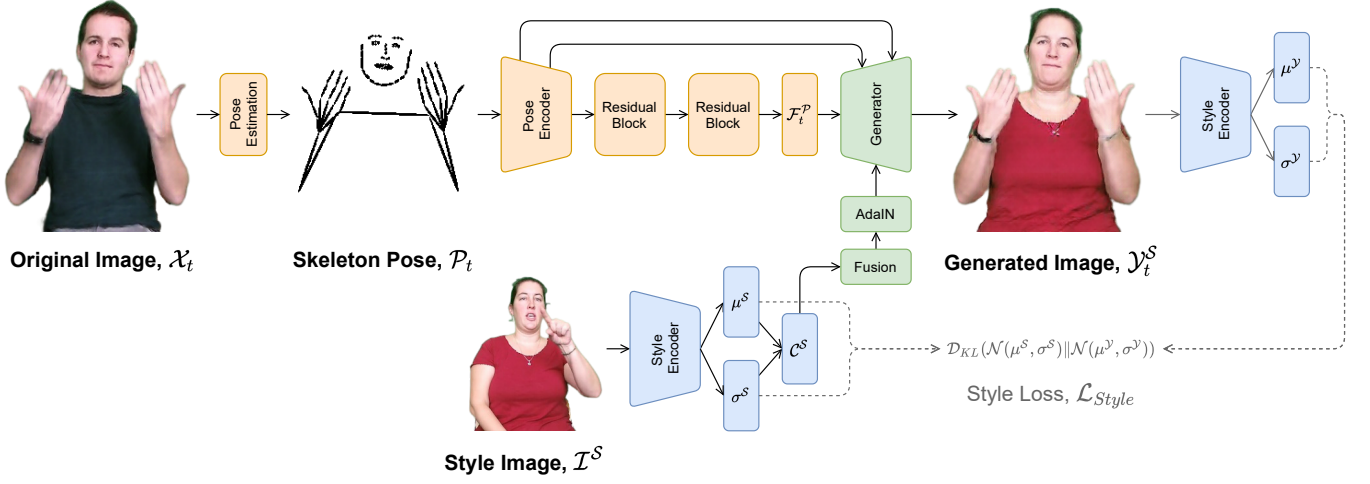 Pose
Estimation
Pose
Encoder
Residual
Block
Residual
Block
$\mathcal{F}_t^{\mathcal{P}}$
Generator
Style
Encoder
$\mu^{\mathcal{Y}}$
$\sigma^{\mathcal{Y}}$
AdaIN
Fusion
Original Image, $\mathcal{X}_t$
Skeleton Pose, $\mathcal{P}_t$
Generated Image, $\mathcal{Y}_t^{\mathcal{S}}$
Style
Encoder
$\mu^{\mathcal{S}}$
$\sigma^{\mathcal{S}}$
$\mathcal{C}^{\mathcal{S}}$
$\mathcal{D}_{KL}(\mathcal{N}(\mu^{\mathcal{S}}, \sigma^{\mathcal{S}}) \| \mathcal{N}(\mu^{\mathcal{Y}}, \sigma^{\mathcal{Y}}))$
Style Loss, $\mathcal{L}_{Style}$
Style Image, $\mathcal{I}^{\mathcal{S}}$